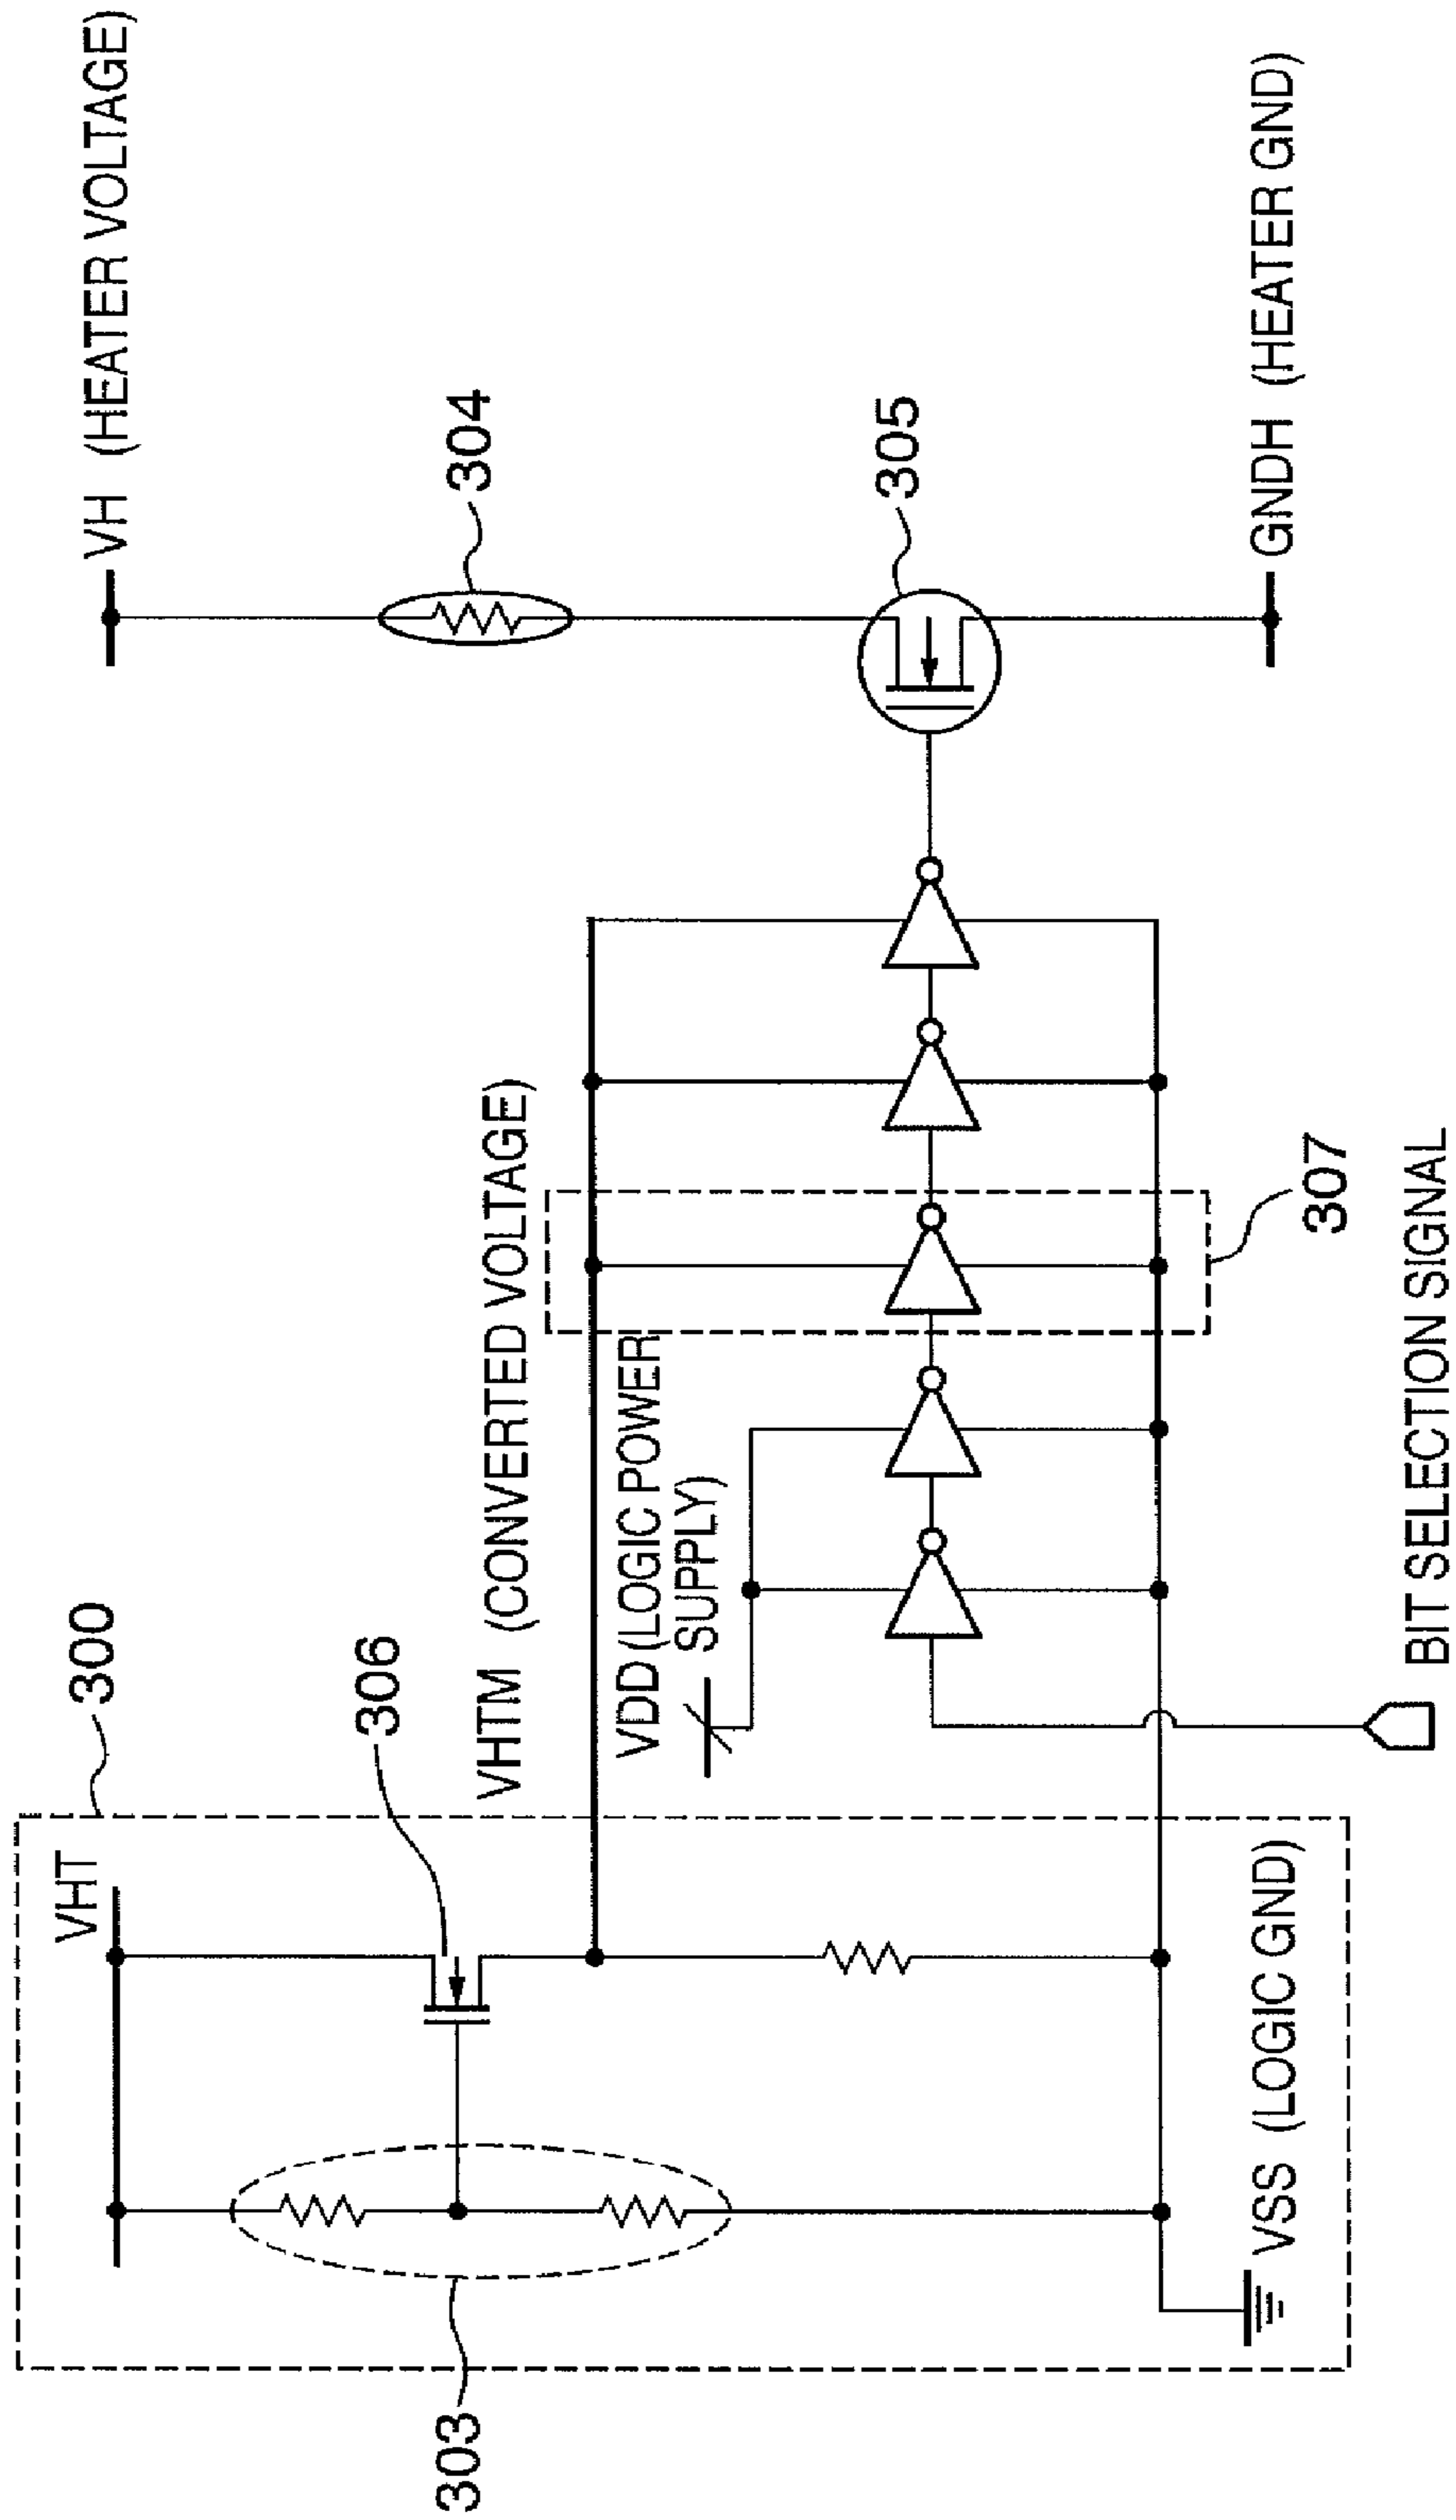 300
VHT
306
303
VSS (LOGIC GND)
VHTM (CONVERTED VOLTAGE)
VDD (LOGIC POWER
SUPPLY)
307
BIT SELECTION SIGNAL
VH (HEATER VOLTAGE)
304
305
GNDH (HEATER GND)